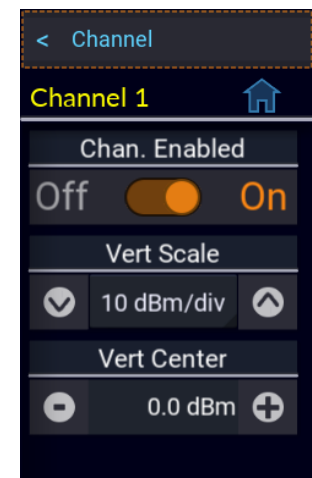 < Channel
Channel 1
Chan. Enabled
Off On
Vert Scale
10 dBm/div
Vert Center
- 0.0 dBm +